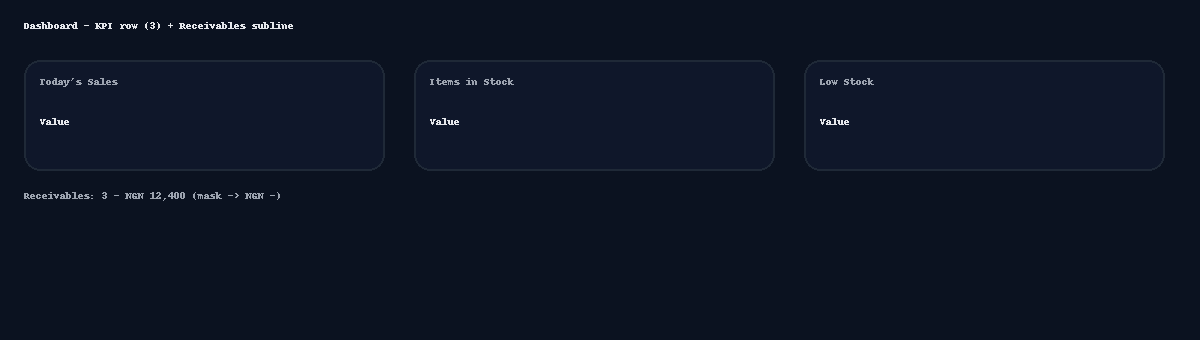 Dashboard - KPI row (3) + Receivables subline
Today's Sales
Items in Stock
Low Stock
Value
Value
Value
Receivables: 3 - NGN 12,400 (mask -> NGN -)